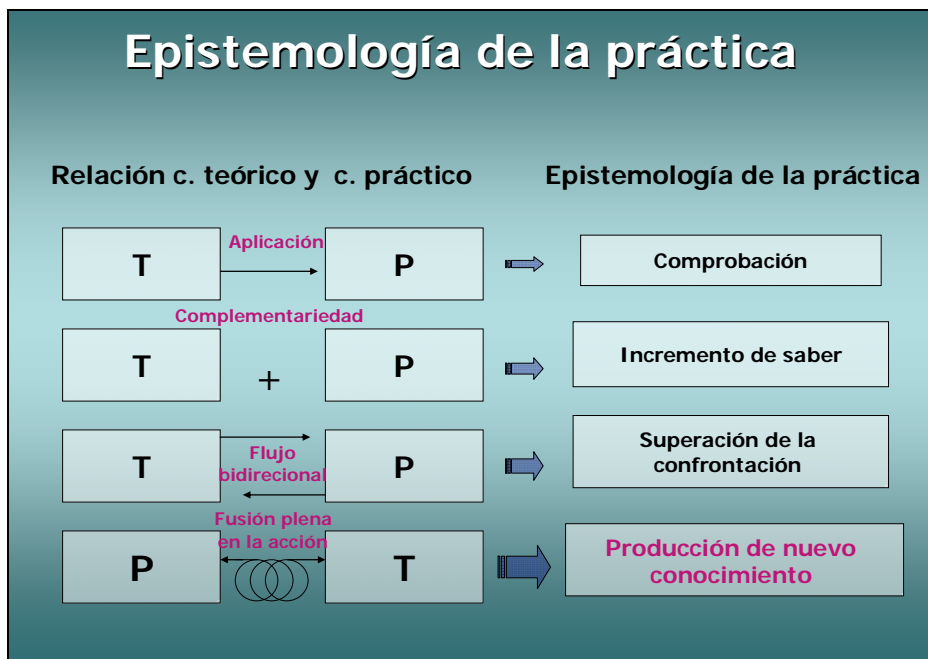 Epistemología de la práctica
Relación c. teórico y c. práctico
Epistemología de la práctica
Aplicación
T
P
Comprobación
Complementariedad
T
+
P
Incremento de saber
T
Flujo
bidirecional
P
Superación de la
confrontación
Fusión plena
en la acción
P
T
Producción de nuevo
conocimiento